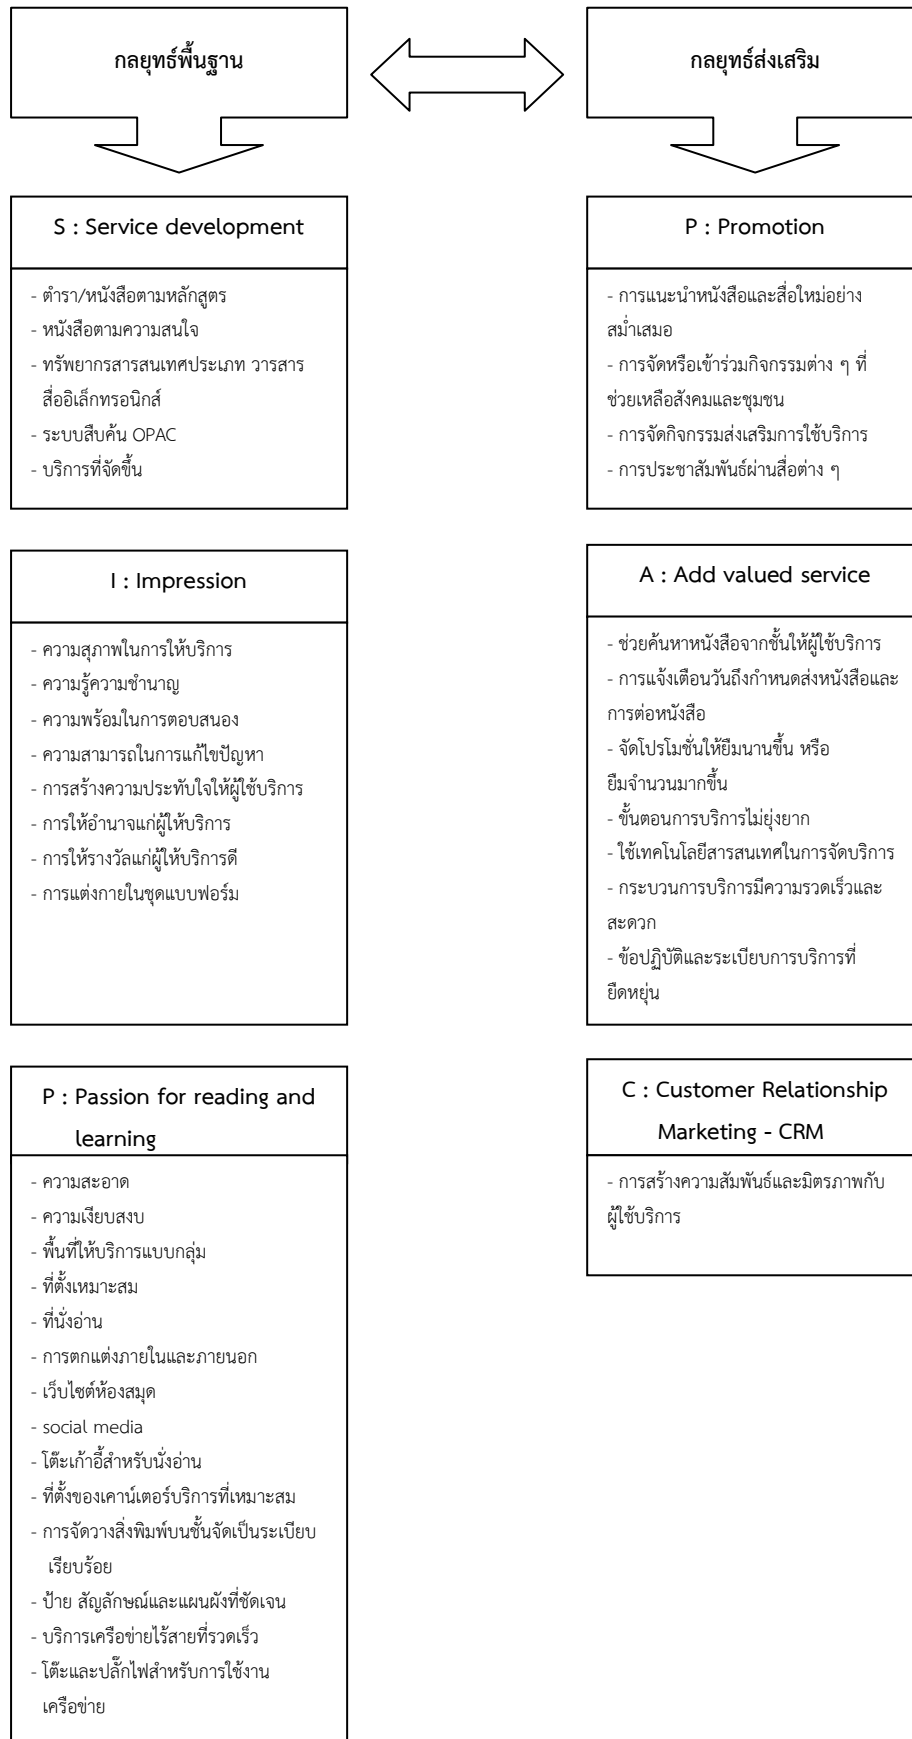 กลยุทธ์พื้นฐาน
กลยุทธ์ส่งเสริม
S : Service development
- ตำรา/หนังสือตามหลักสูตร
- หนังสือตามความสนใจ
- ทรัพยากรสารสนเทศประเภท วารสาร
สื่ออิเล็กทรอนิกส์
- ระบบสืบค้น OPAC
- บริการที่จัดขึ้น
P : Promotion
- การแนะนำหนังสือและสื่อใหม่อย่าง
สม่ำเสมอ
- การจัดหรือเข้าร่วมกิจกรรมต่าง ๆ ที่
ช่วยเหลือสังคมและชุมชน
- การจัดกิจกรรมส่งเสริมการใช้บริการ
- การประชาสัมพันธ์ผ่านสื่อต่าง ๆ
I : Impression
- ความสุภาพในการให้บริการ
- ความรู้ความชำนาญ
- ความพร้อมในการตอบสนอง
- ความสามารถในการแก้ไขปัญหา
- การสร้างความประทับใจให้ผู้ใช้บริการ
- การให้อำนาจแก่ผู้ให้บริการ
- การให้รางวัลแก่ผู้ให้บริการดี
- การแต่งกายในชุดแบบฟอร์ม
A : Add valued service
- ช่วยค้นหาหนังสือจากชั้นให้ผู้ใช้บริการ
- การแจ้งเตือนวันถึงกำหนดส่งหนังสือและ
การต่อหนังสือ
- จัดโปรโมชั่นให้ยืมนานขึ้น หรือ
ยืมจำนวนมากขึ้น
- ขั้นตอนการบริการไม่ยุ่งยาก
- ใช้เทคโนโลยีสารสนเทศในการจัดบริการ
- กระบวนการบริการมีความรวดเร็วและ
สะดวก
- ข้อปฏิบัติและระเบียบการบริการที่
ยืดหยุ่น
P : Passion for reading and
learning
- ความสะอาด
- ความเงียบสงบ
- พื้นที่ให้บริการแบบกลุ่ม
- ที่ตั้งเหมาะสม
- ที่นั่งอ่าน
- การตกแต่งภายในและภายนอก
- เว็บไซต์ห้องสมุด
- social media
- โต๊ะเก้าอี้สำหรับนั่งอ่าน
- ที่ตั้งของเคาน์เตอร์บริการที่เหมาะสม
- การจัดวางสิ่งพิมพ์บนชั้นจัดเป็นระเบียบ
เรียบร้อย
- ป้าย สัญลักษณ์และแผนผังที่ชัดเจน
- บริการเครือข่ายไร้สายที่รวดเร็ว
- โต๊ะและปลั๊กไฟสำหรับการใช้งาน
เครือข่าย
C : Customer Relationship
Marketing - CRM
- การสร้างความสัมพันธ์และมิตรภาพกับ
ผู้ใช้บริการ